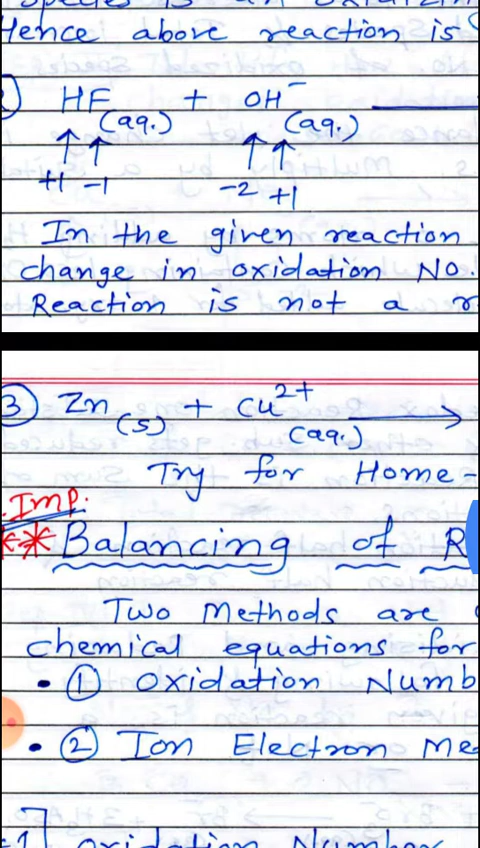 Hence above reaction is
HF(aq.) + OH⁻(aq.)
+1 -1 -2 +1
In the given reaction
change in oxidation No.
Reaction is not a
③ Zn(s) + Cu²⁺(aq.) ⟶
Try for Home-
Imp.
** Balancing of R
Two Methods are
chemical equations for
• ① Oxidation Numb
• ② Ion Electron Me
oxidation Number